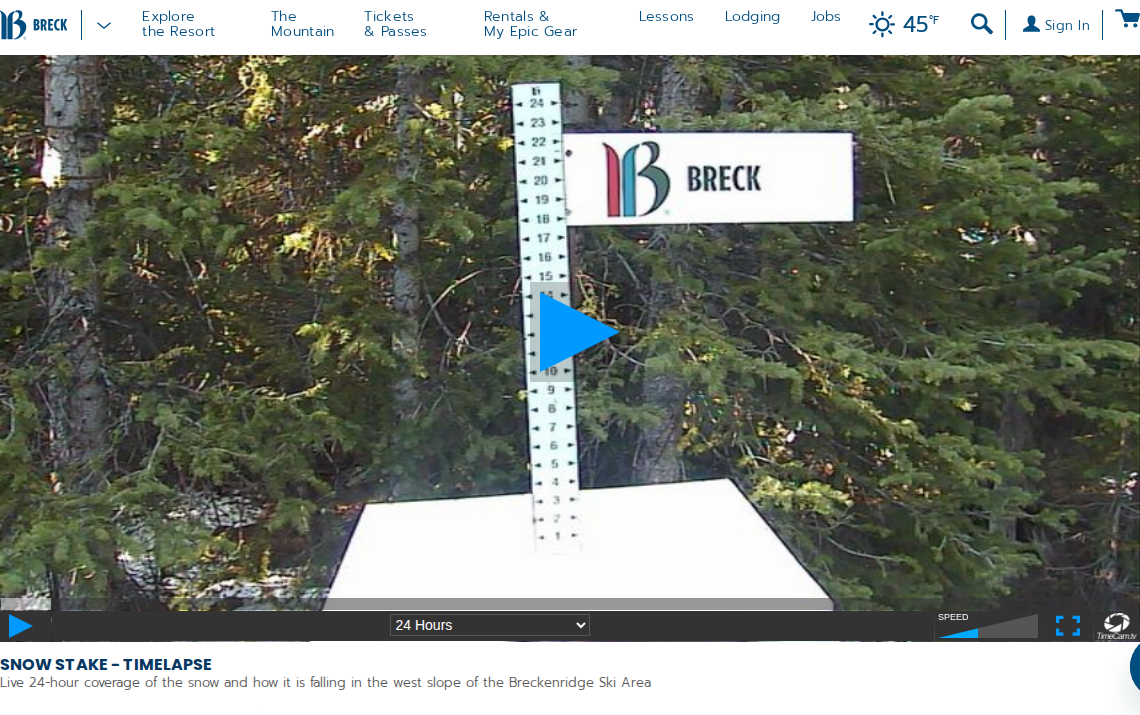 BRECK
Explore
the Resort
The
Mountain
Tickets
& Passes
Rentals &
My Epic Gear
Lessons
Lodging
Jobs
45°F
Sign In
24
23
22
21
20
19
18
17
16
15
14
10
9
8
7
6
5
4
3
2
1
BRECK
24 Hours
SPEED
TimeCam.tv
SNOW STAKE - TIMELAPSE
Live 24-hour coverage of the snow and how it is falling in the west slope of the Breckenridge Ski Area